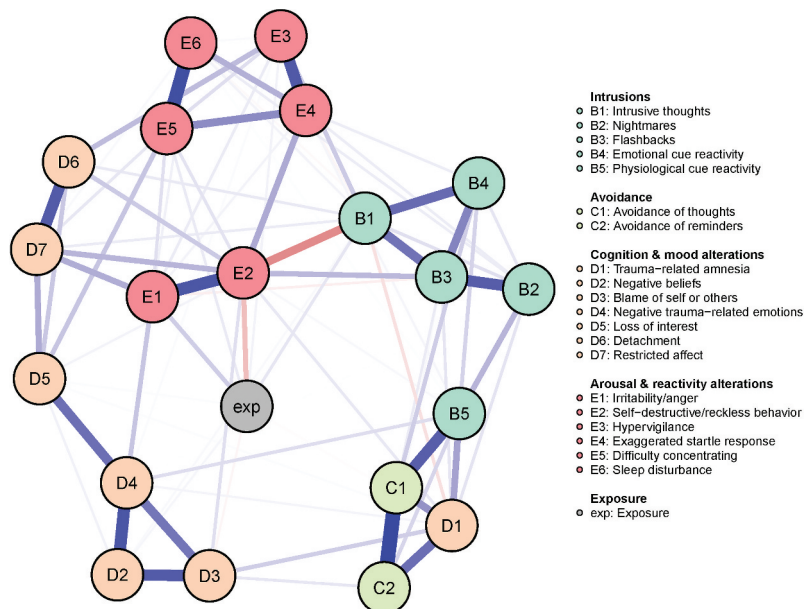 E6
E3
E4
E5
D6
B4
B1
D7
E2
B3
B2
E1
D5
exp
B5
D4
C1
D1
D2
D3
C2
Intrusions
B1: Intrusive thoughts
B2: Nightmares
B3: Flashbacks
B4: Emotional cue reactivity
B5: Physiological cue reactivity
Avoidance
C1: Avoidance of thoughts
C2: Avoidance of reminders
Cognition & mood alterations
D1: Trauma-related amnesia
D2: Negative beliefs
D3: Blame of self or others
D4: Negative trauma-related emotions
D5: Loss of interest
D6: Detachment
D7: Restricted affect
Arousal & reactivity alterations
E1: Irritability/anger
E2: Self-destructive/reckless behavior
E3: Hypervigilance
E4: Exaggerated startle response
E5: Difficulty concentrating
E6: Sleep disturbance
Exposure
exp: Exposure